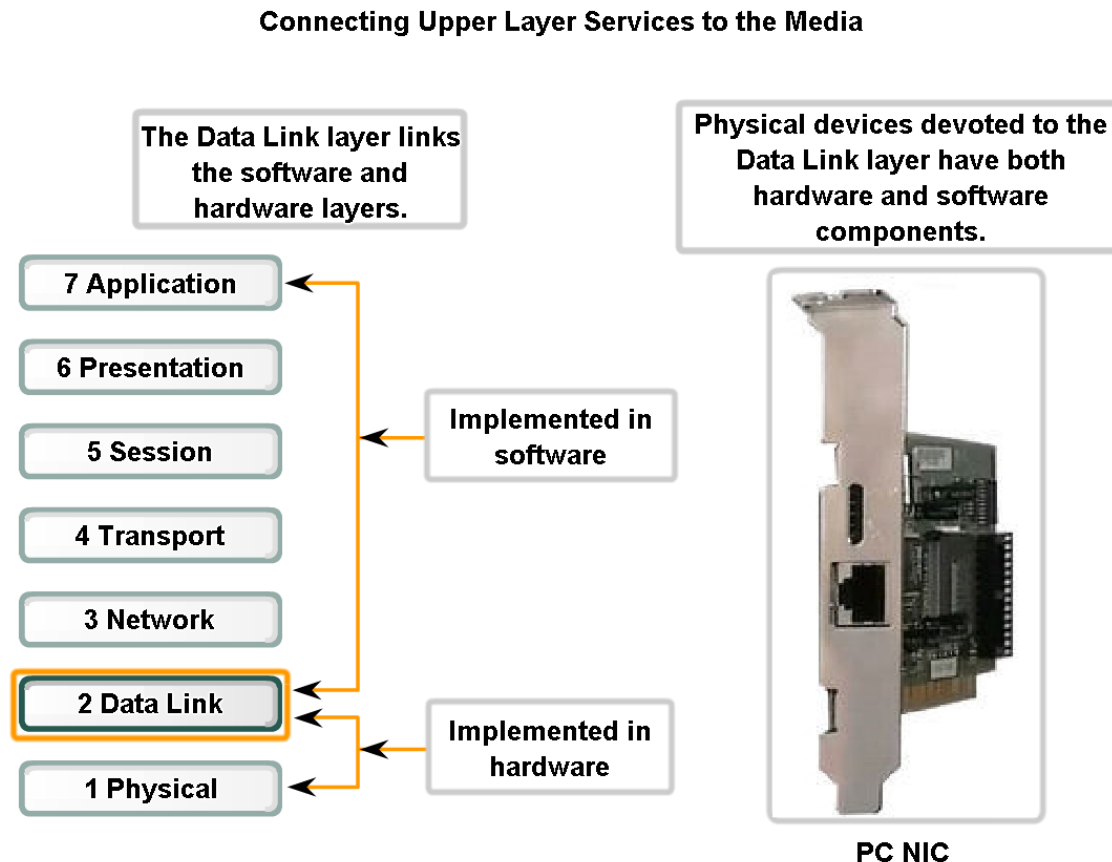 Connecting Upper Layer Services to the Media
The Data Link layer links
the software and
hardware layers.
Physical devices devoted to the
Data Link layer have both
hardware and software
components.
7 Application
6 Presentation
5 Session
4 Transport
3 Network
2 Data Link
1 Physical
Implemented in
software
Implemented in
hardware
PC NIC